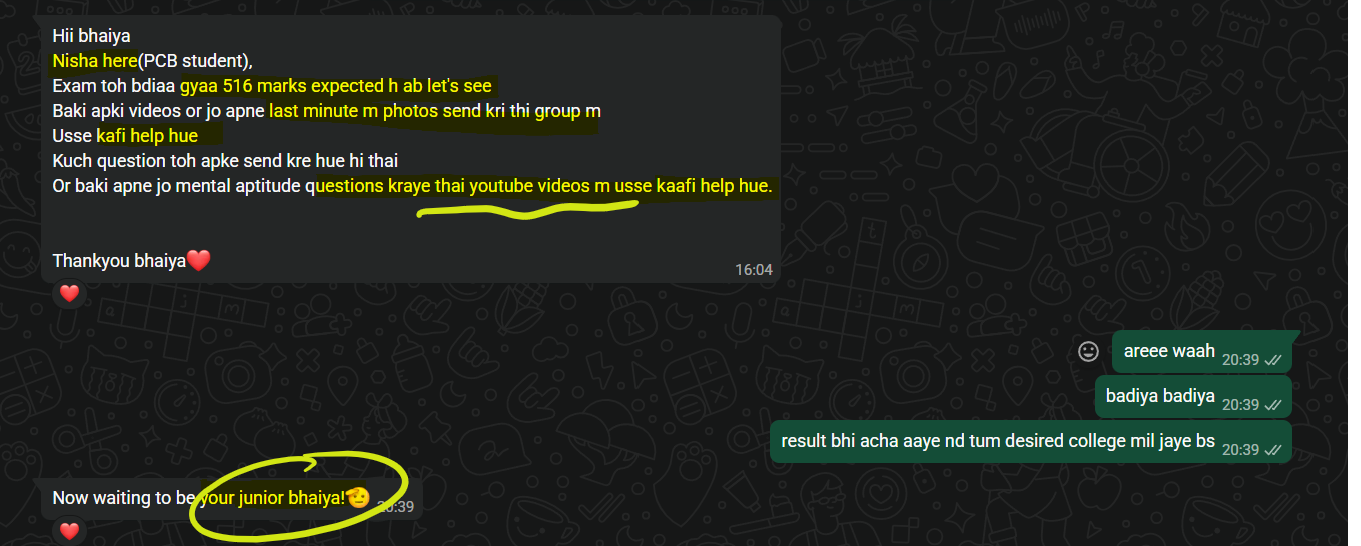 Hii bhaiya
Nisha here(PCB student),
Exam toh bdiaa gyaa 516 marks expected h ab let's see
Baki apki videos or jo apne last minute m photos send kri thi group m
Usse kafi help hue
Kuch question toh apke send kre hue hi thai
Or baki apne jo mental aptitude questions kraye thai youtube videos m usse kaafi help hue.
Thankyou bhaiya❤️
16:04
❤️
areee waah 20:39
badiya badiya 20:39
result bhi acha aaye nd tum desired college mil jaye bs 20:39
Now waiting to be your junior bhaiya!🫡 20:39
❤️